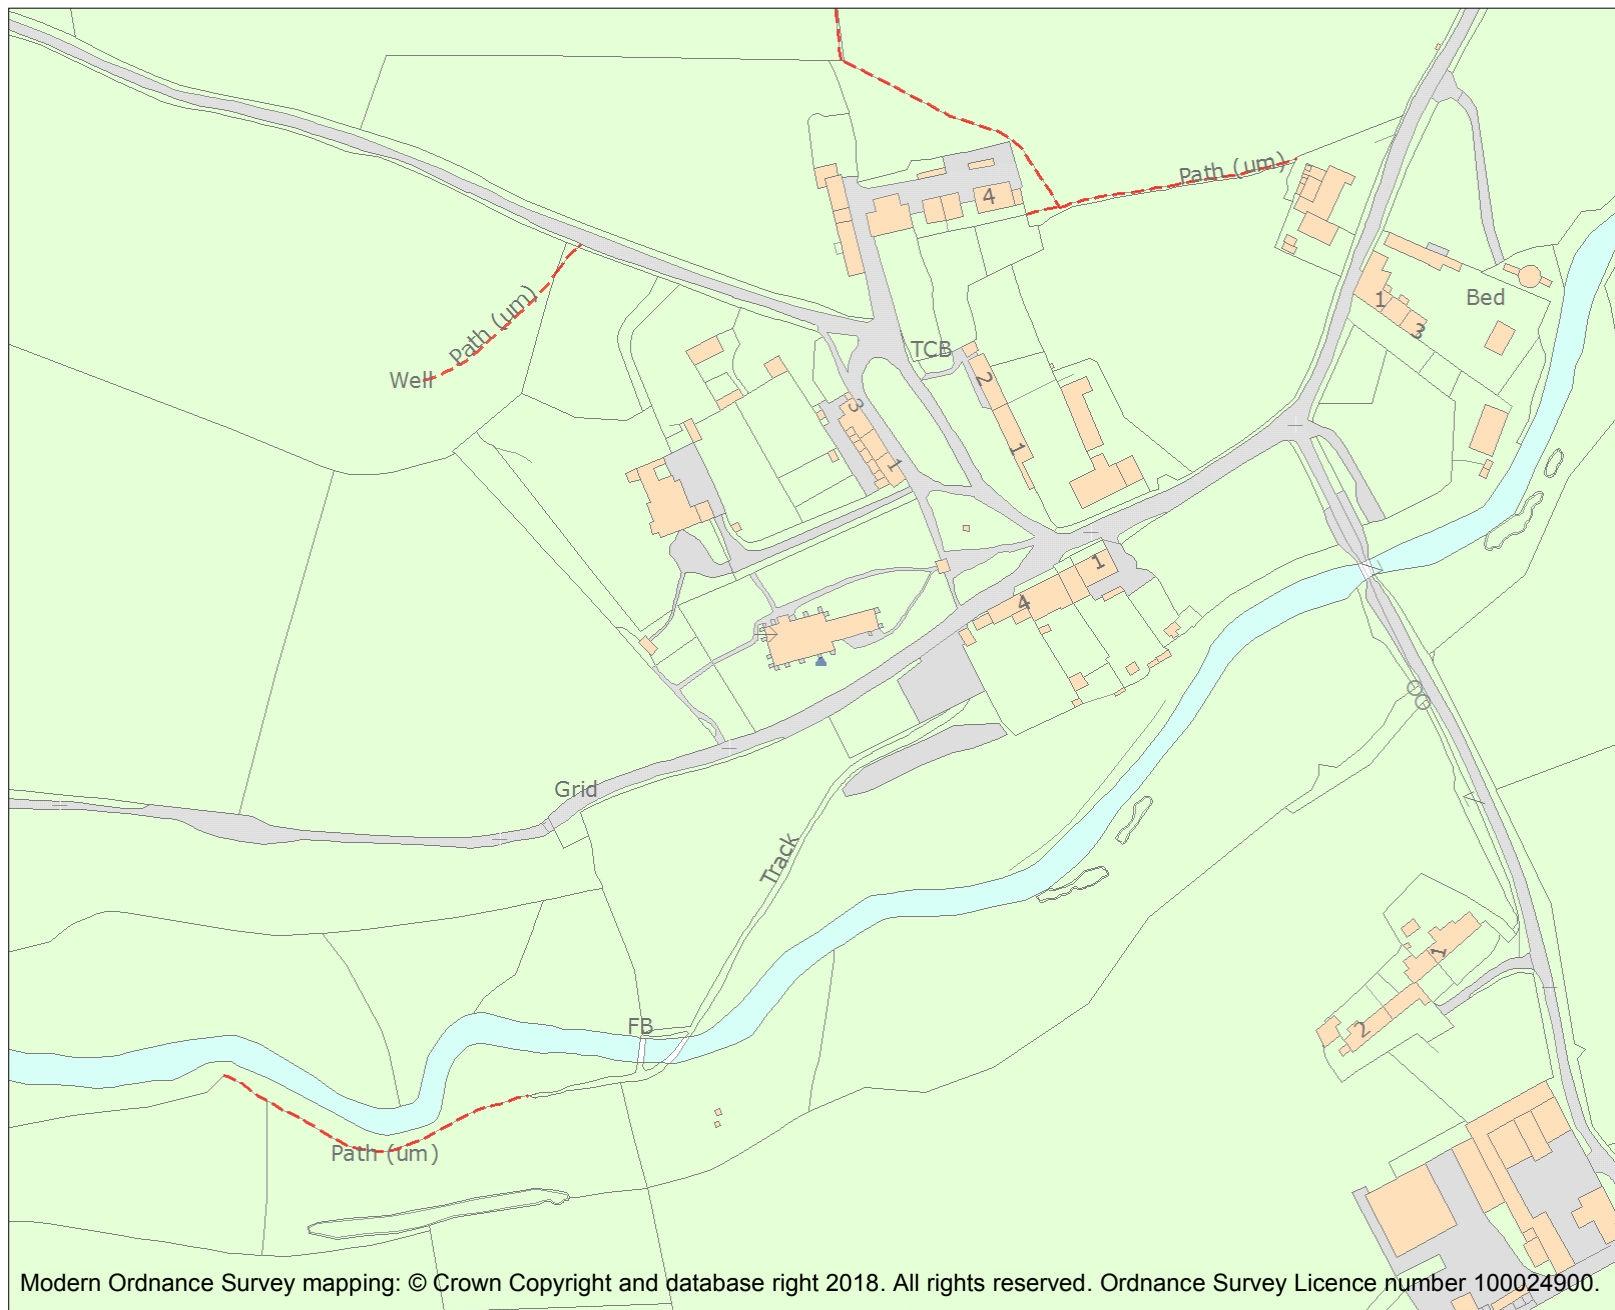 Path (um)
4
Path (um)
Well
TCB
Bed
1
3
2
1
3
1
1
4
Grid
Track
FB
Path (um)
1
2
Modern Ordnance Survey mapping: © Crown Copyright and database right 2018. All rights reserved. Ordnance Survey Licence number 100024900.